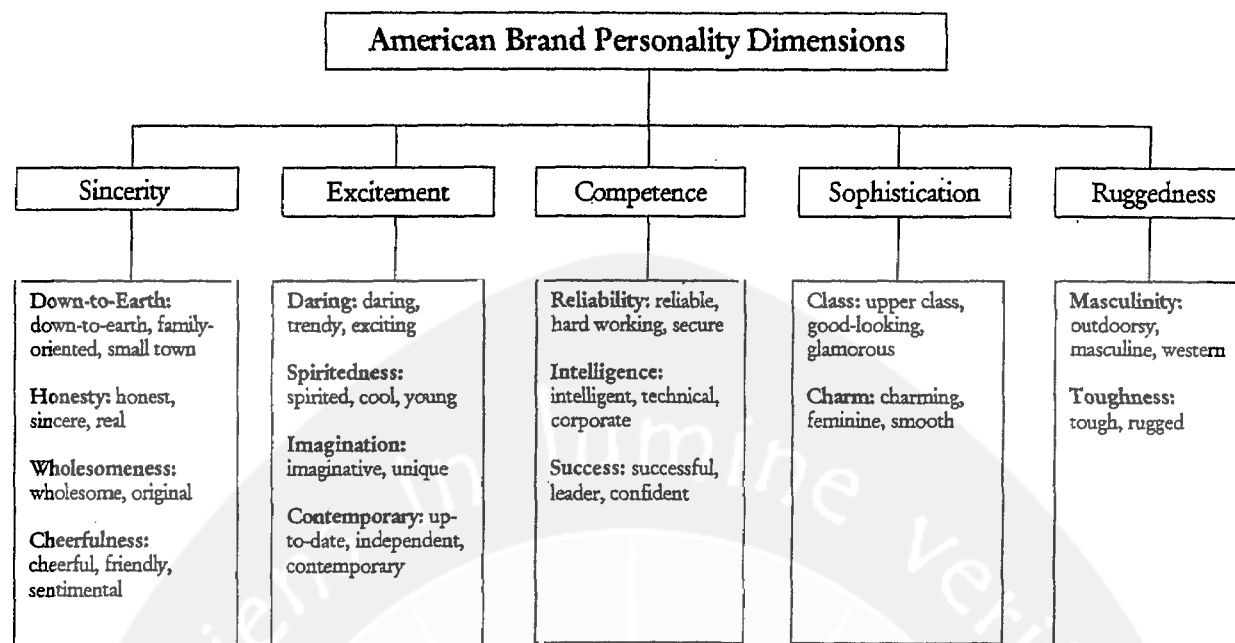 American Brand Personality Dimensions
Sincerity
Excitement
Competence
Sophistication
Ruggedness
Down-to-Earth:
down-to-earth, family-
oriented, small town
Honesty: honest,
sincere, real
Wholesomeness:
wholesome, original
Cheerfulness:
cheerful, friendly,
sentimental
Daring: daring,
trendy, exciting
Spiritedness:
spirited, cool, young
Imagination:
imaginative, unique
Contemporary: up-
to-date, independent,
contemporary
Reliability: reliable,
hard working, secure
Intelligence:
intelligent, technical,
corporate
Success: successful,
leader, confident
Class: upper class,
good-looking,
glamorous
Charm: charming,
feminine, smooth
Masculinity:
outdoorsy,
masculine, western
Toughness:
tough, rugged